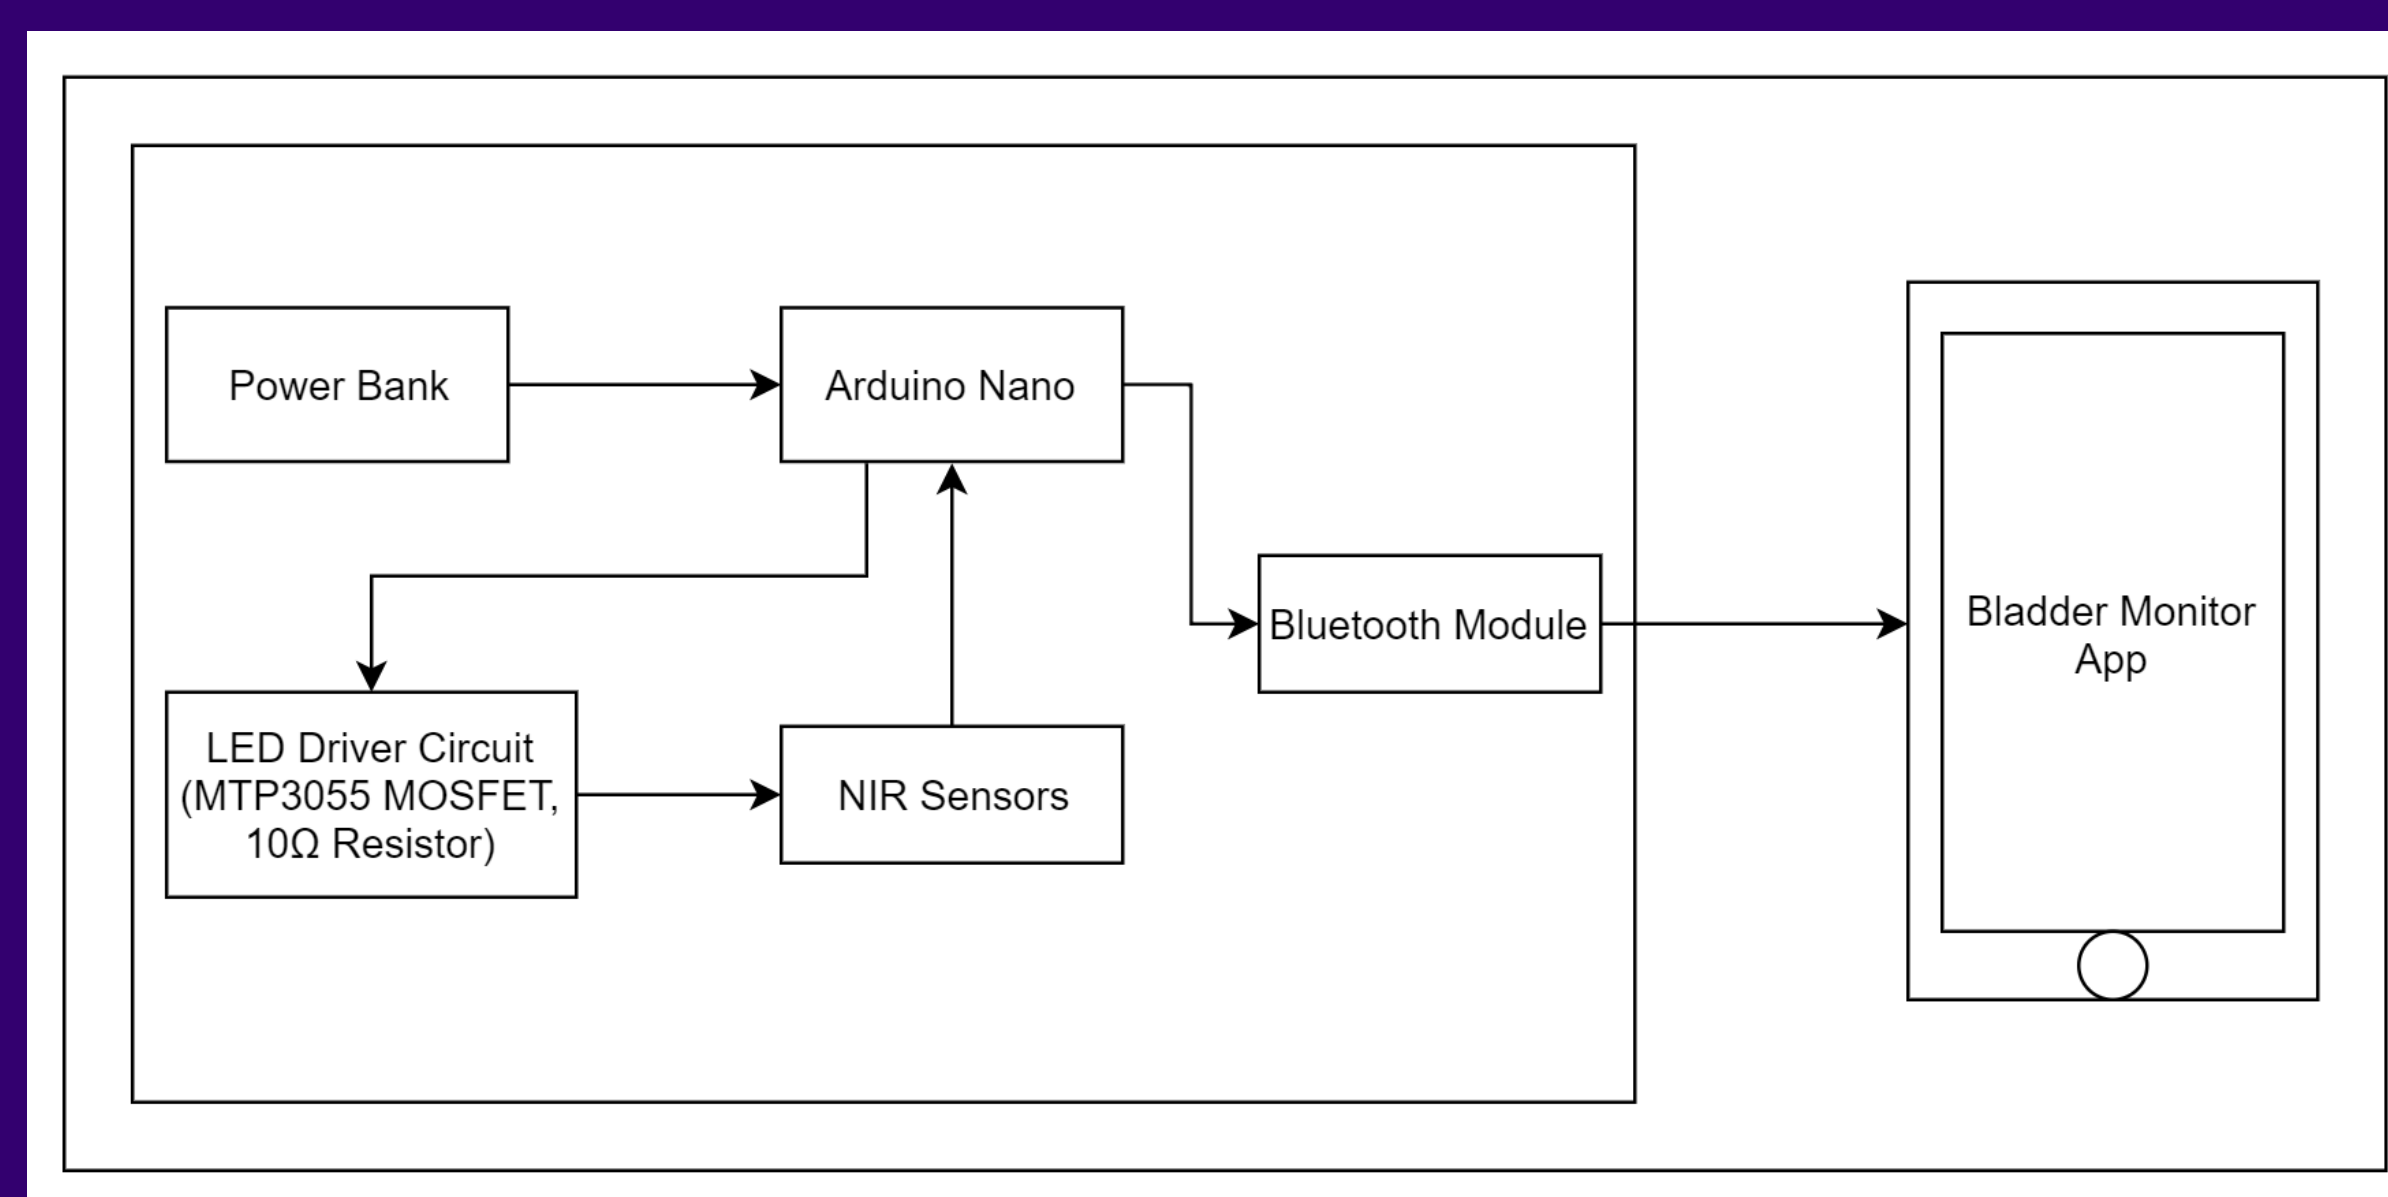 Power Bank
Arduino Nano
Bluetooth Module
Bladder Monitor
App
LED Driver Circuit
(MTP3055 MOSFET,
10Ω Resistor)
NIR Sensors